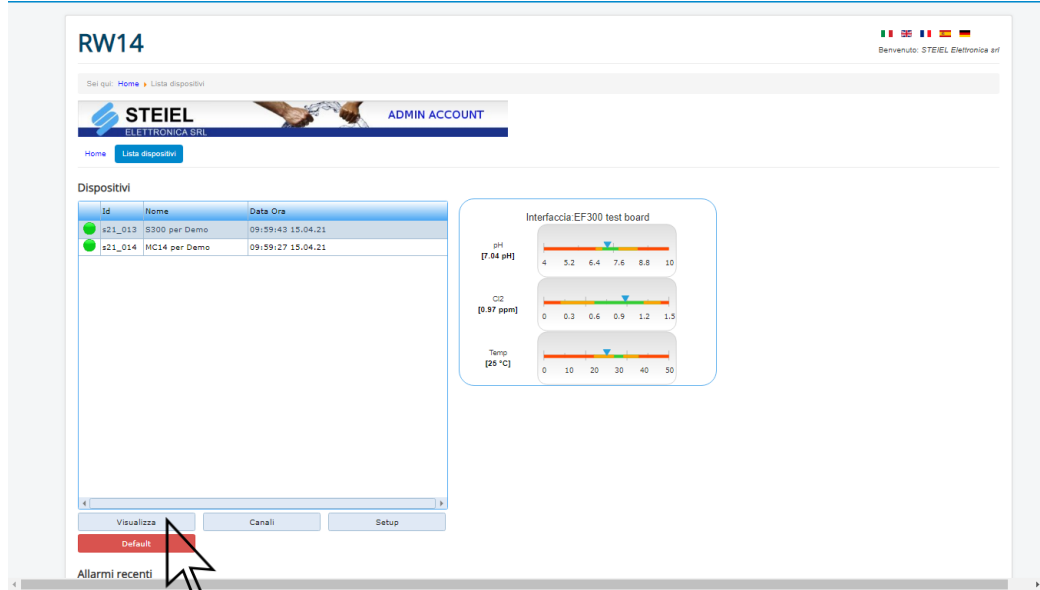 RW14
Benvenuto: STEIEL Elettronica srl
Sei qui: Home Lista dispositivi
STEIEL
ELETTRONICA SRL
ADMIN ACCOUNT
Home Lista dispositivi
Dispositivi
Id Nome Data Ora
s21_013 S300 per Demo 09:59:43 15.04.21
s21_014 MC14 per Demo 09:59:27 15.04.21
Interfaccia:EF300 test board
pH
[7.04 pH]
4 5.2 6.4 7.6 8.8 10
Cl2
[0.97 ppm]
0 0.3 0.6 0.9 1.2 1.5
Temp
[25 °C]
0 10 20 30 40 50
Visualizza Canali Setup
Default
Allarmi recenti